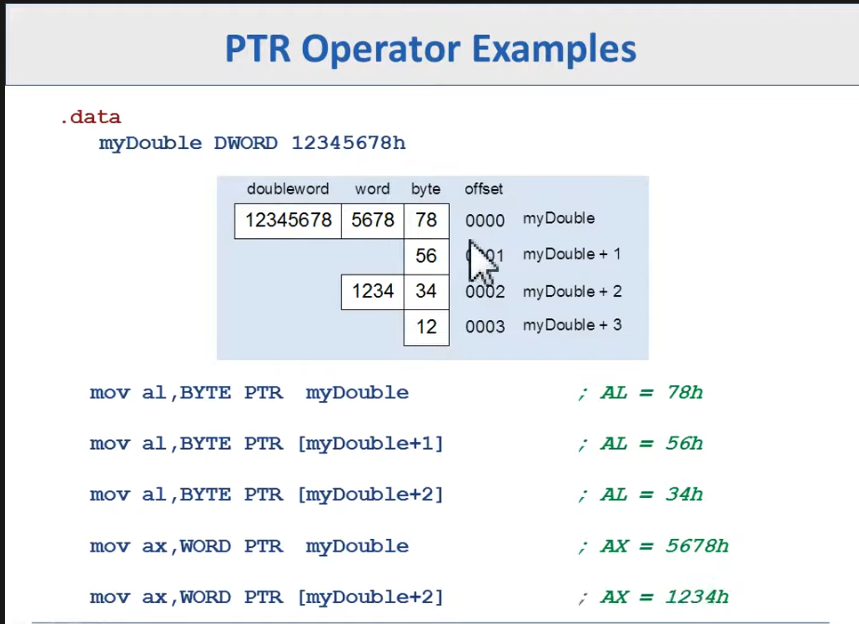 PTR Operator Examples
.data
myDouble DWORD 12345678h
doubleword word byte offset
12345678 5678 78 0000 myDouble
56 myDouble + 1
1234 34 0002 myDouble + 2
12 0003 myDouble + 3
mov al,BYTE PTR myDouble ; AL = 78h
mov al,BYTE PTR [myDouble+1] ; AL = 56h
mov al,BYTE PTR [myDouble+2] ; AL = 34h
mov ax,WORD PTR myDouble ; AX = 5678h
mov ax,WORD PTR [myDouble+2] ; AX = 1234h